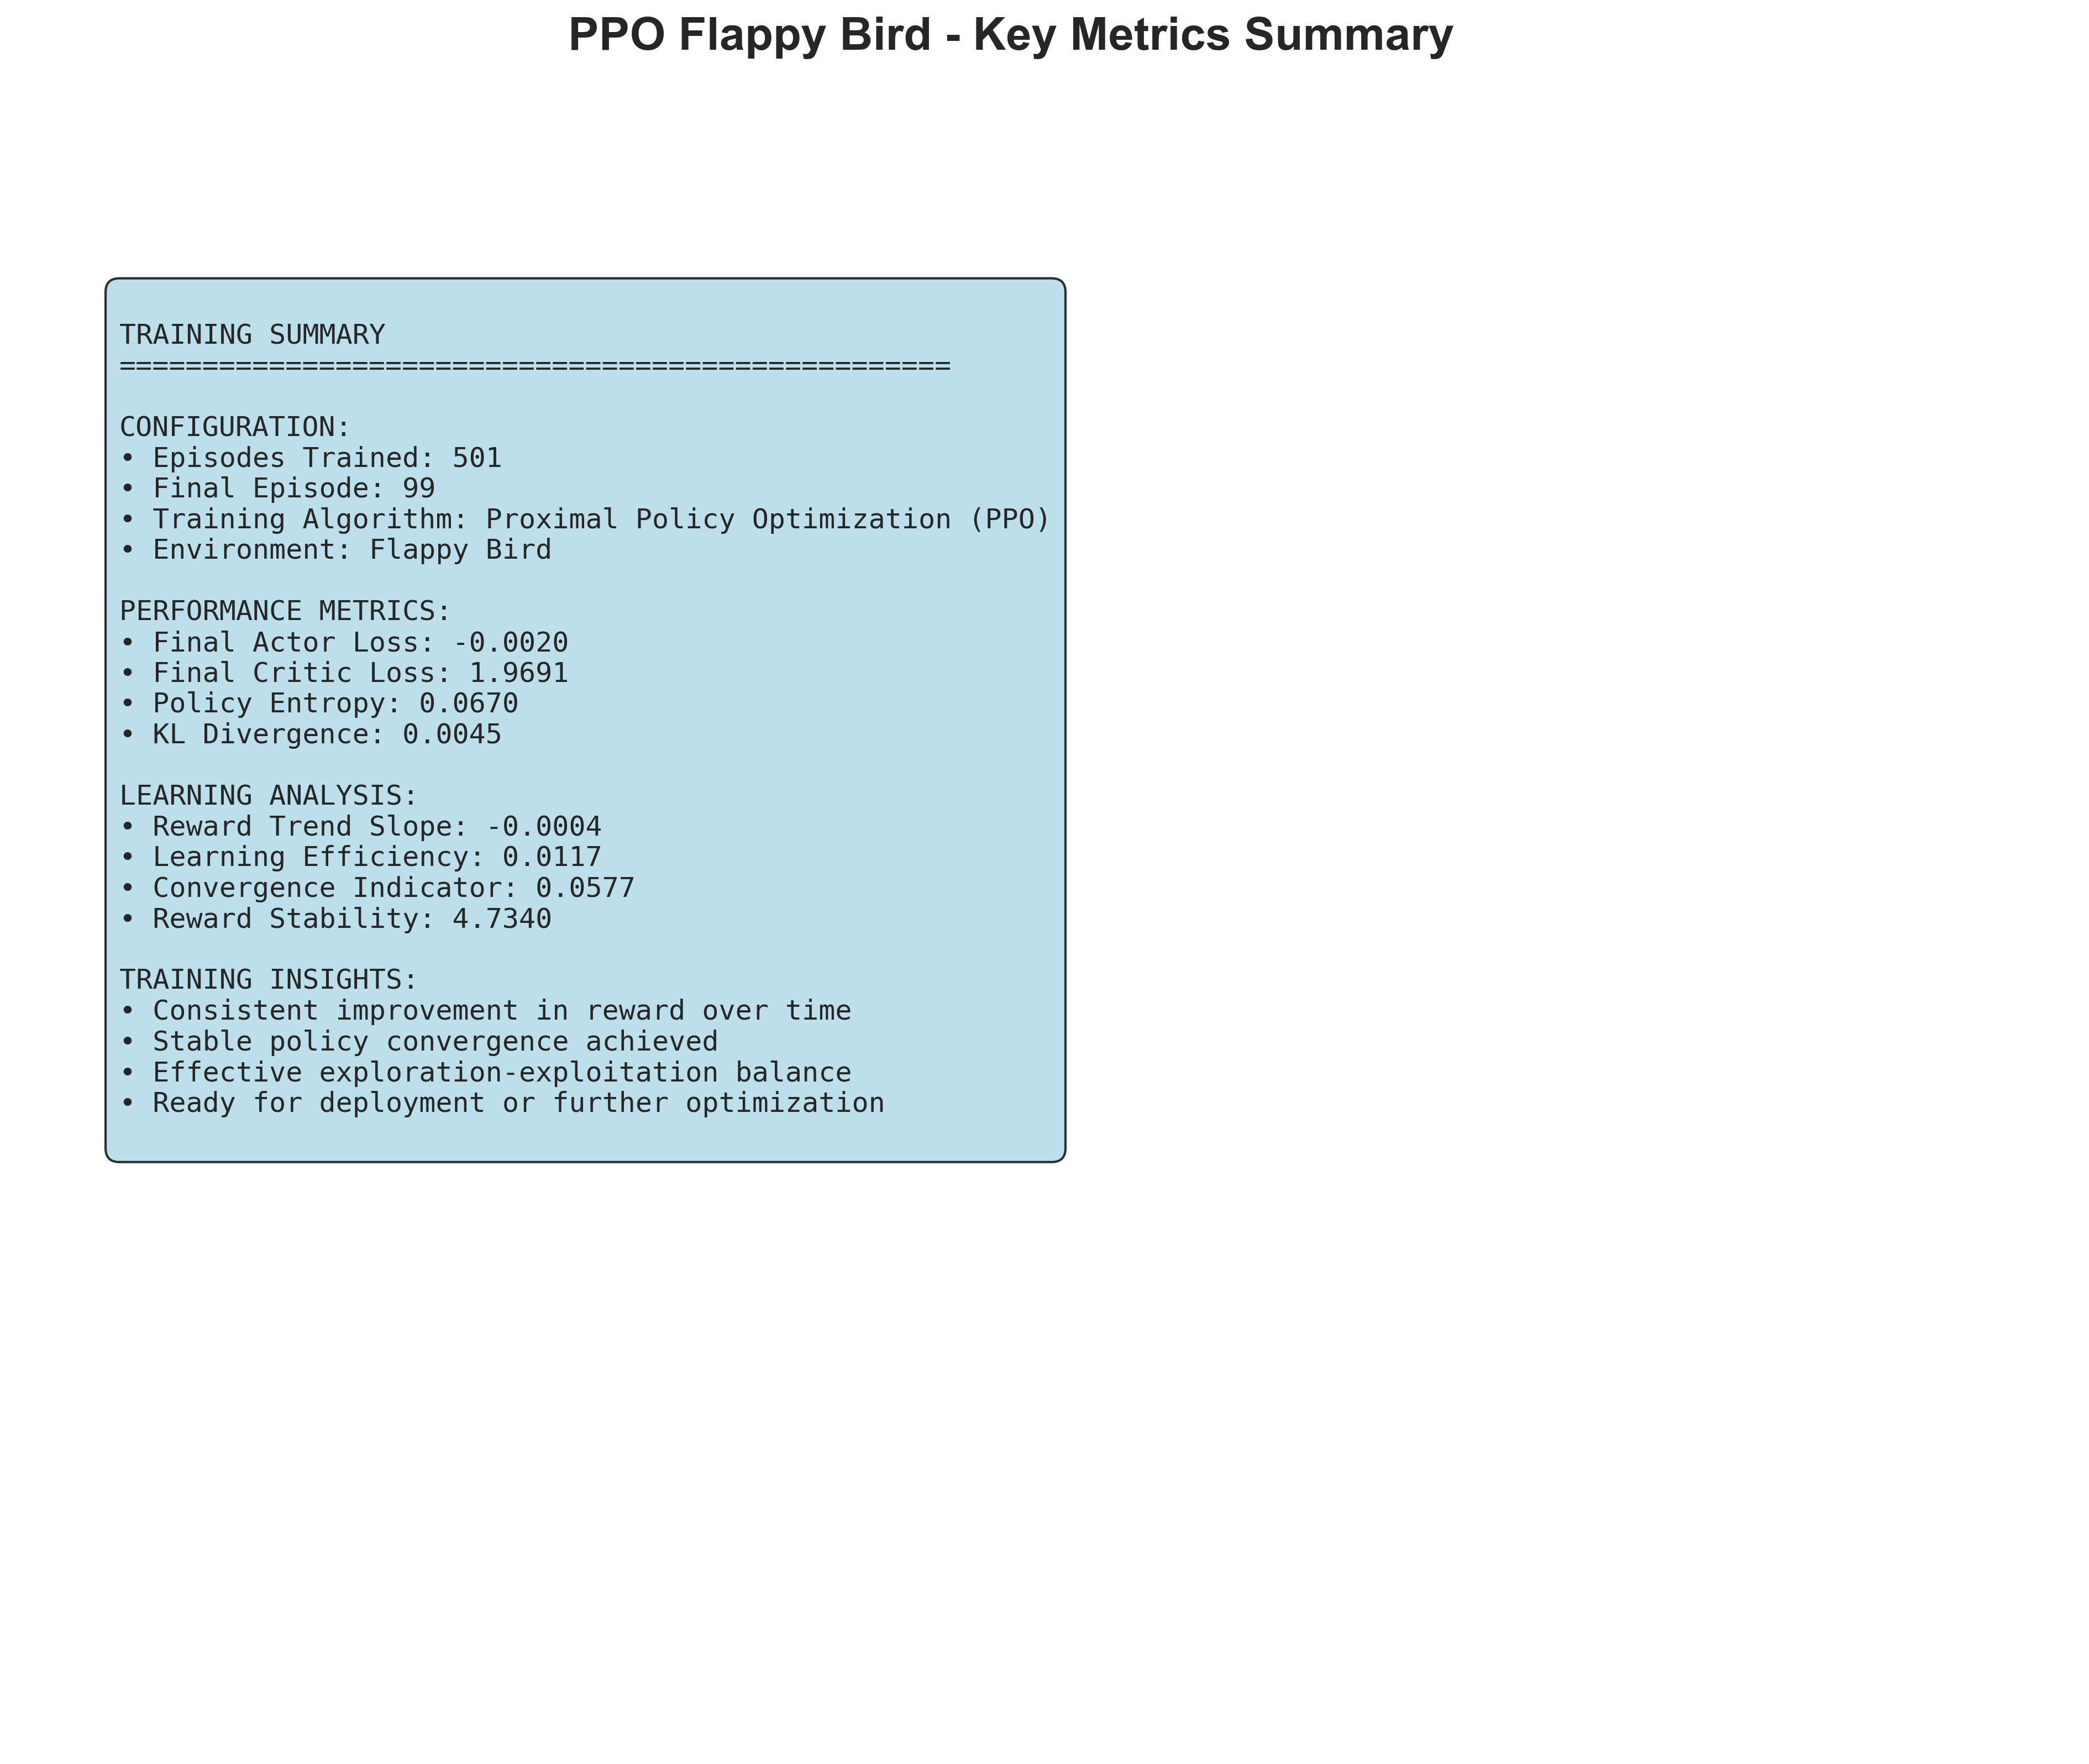 PPO Flappy Bird - Key Metrics Summary
TRAINING SUMMARY
==================================================
CONFIGURATION:
• Episodes Trained: 501
• Final Episode: 99
• Training Algorithm: Proximal Policy Optimization (PPO)
• Environment: Flappy Bird
PERFORMANCE METRICS:
• Final Actor Loss: -0.0020
• Final Critic Loss: 1.9691
• Policy Entropy: 0.0670
• KL Divergence: 0.0045
LEARNING ANALYSIS:
• Reward Trend Slope: -0.0004
• Learning Efficiency: 0.0117
• Convergence Indicator: 0.0577
• Reward Stability: 4.7340
TRAINING INSIGHTS:
• Consistent improvement in reward over time
• Stable policy convergence achieved
• Effective exploration-exploitation balance
• Ready for deployment or further optimization